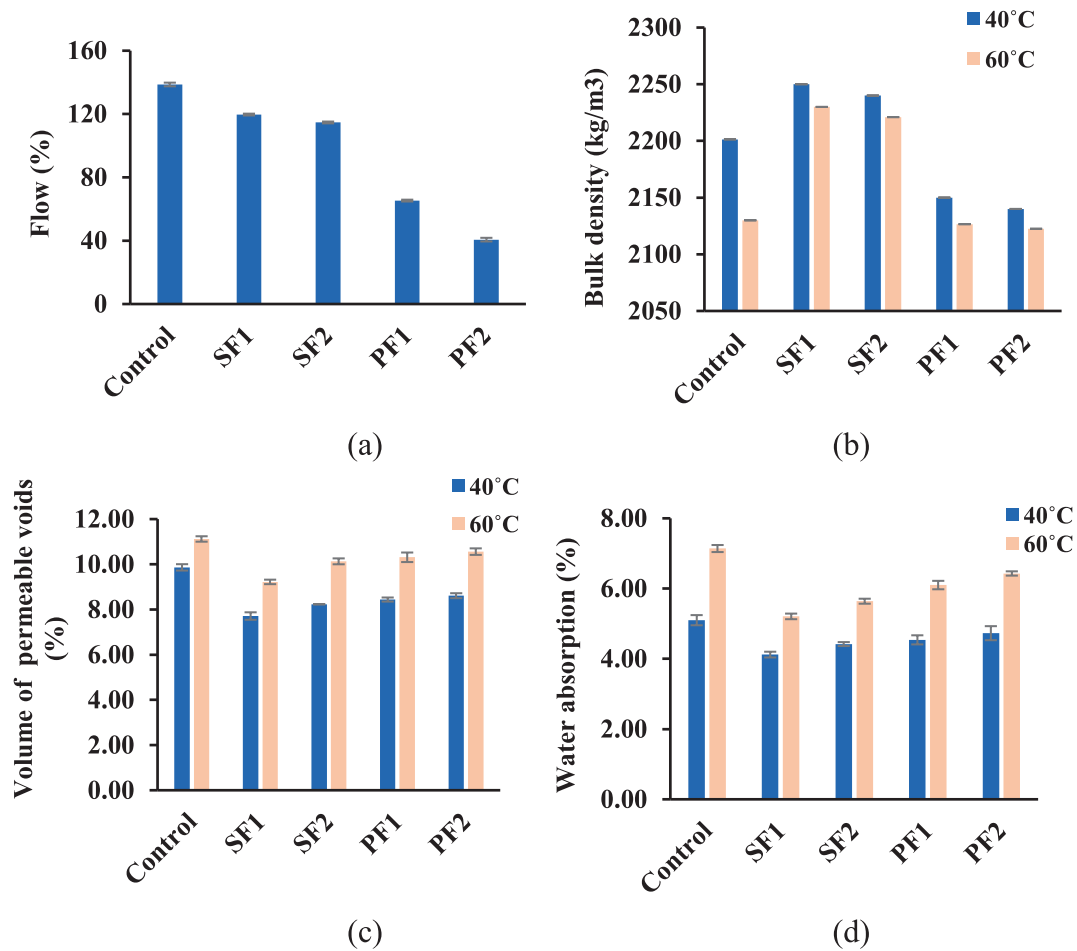 160
120
80
40
0
Flow (%)
Control
SF1
SF2
PF1
PF2
(a)
40°C
60°C
2300
2250
2200
2150
2100
2050
Bulk density (kg/m3)
Control
SF1
SF2
PF1
PF2
(b)
40°C
60°C
12.00
10.00
8.00
6.00
4.00
2.00
0.00
Volume of permeable voids
(%)
Control
SF1
SF2
PF1
PF2
(c)
40°C
60°C
8.00
6.00
4.00
2.00
0.00
Water absorption (%)
Control
SF1
SF2
PF1
PF2
(d)